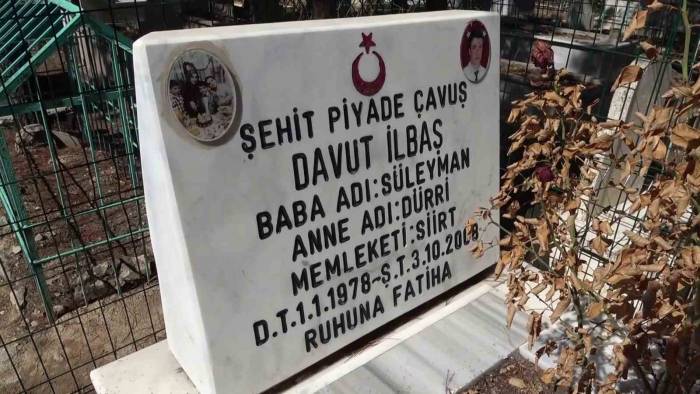 ŞEHİT PİYADE ÇAVUŞ
DAVUT İLBAŞ
BABA ADI:SÜLEYMAN
ANNE ADI:DÜRRİ
MEMLEKETİ:SİİRT
D.T.1.1.1978~Ş.T.3.10.2008
RUHUNA FATİHA